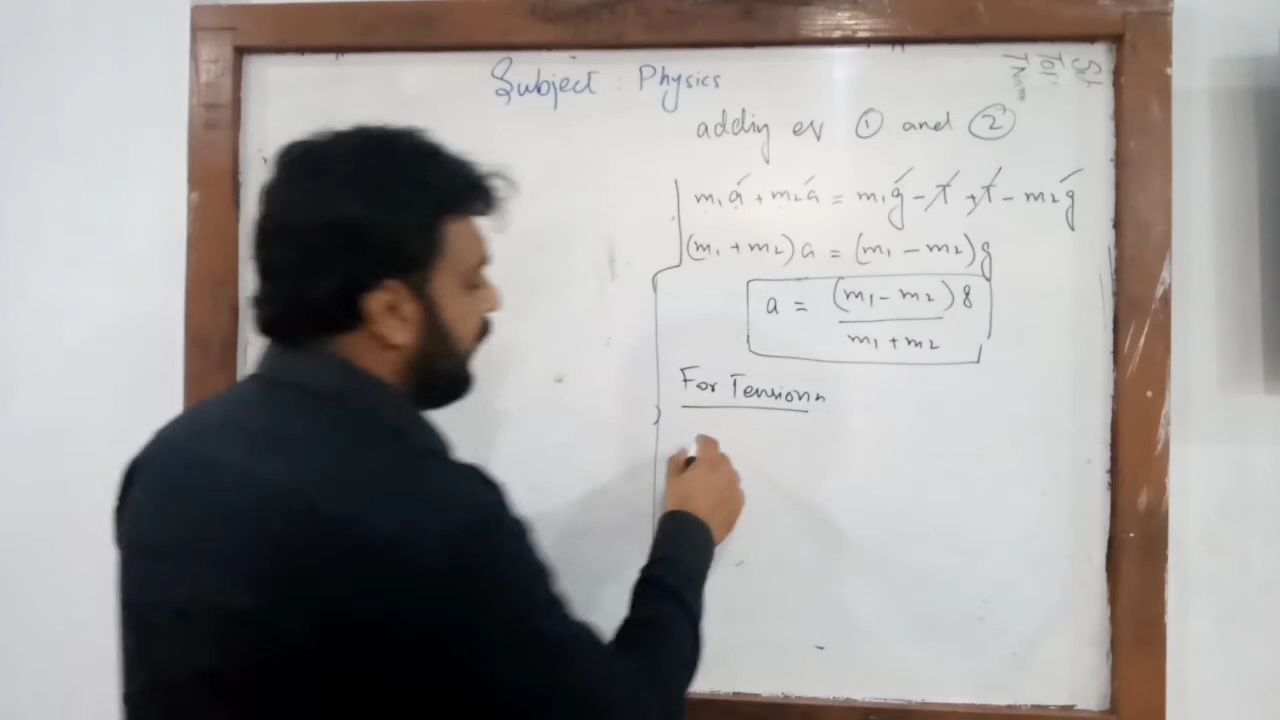 Subject : Physics
adding eq ① and ②
m₁a + m₂a = m₁g - T + T - m₂g
(m₁ + m₂) a = (m₁ - m₂) g
a = (m₁ - m₂) g / m₁ + m₂
For Tension